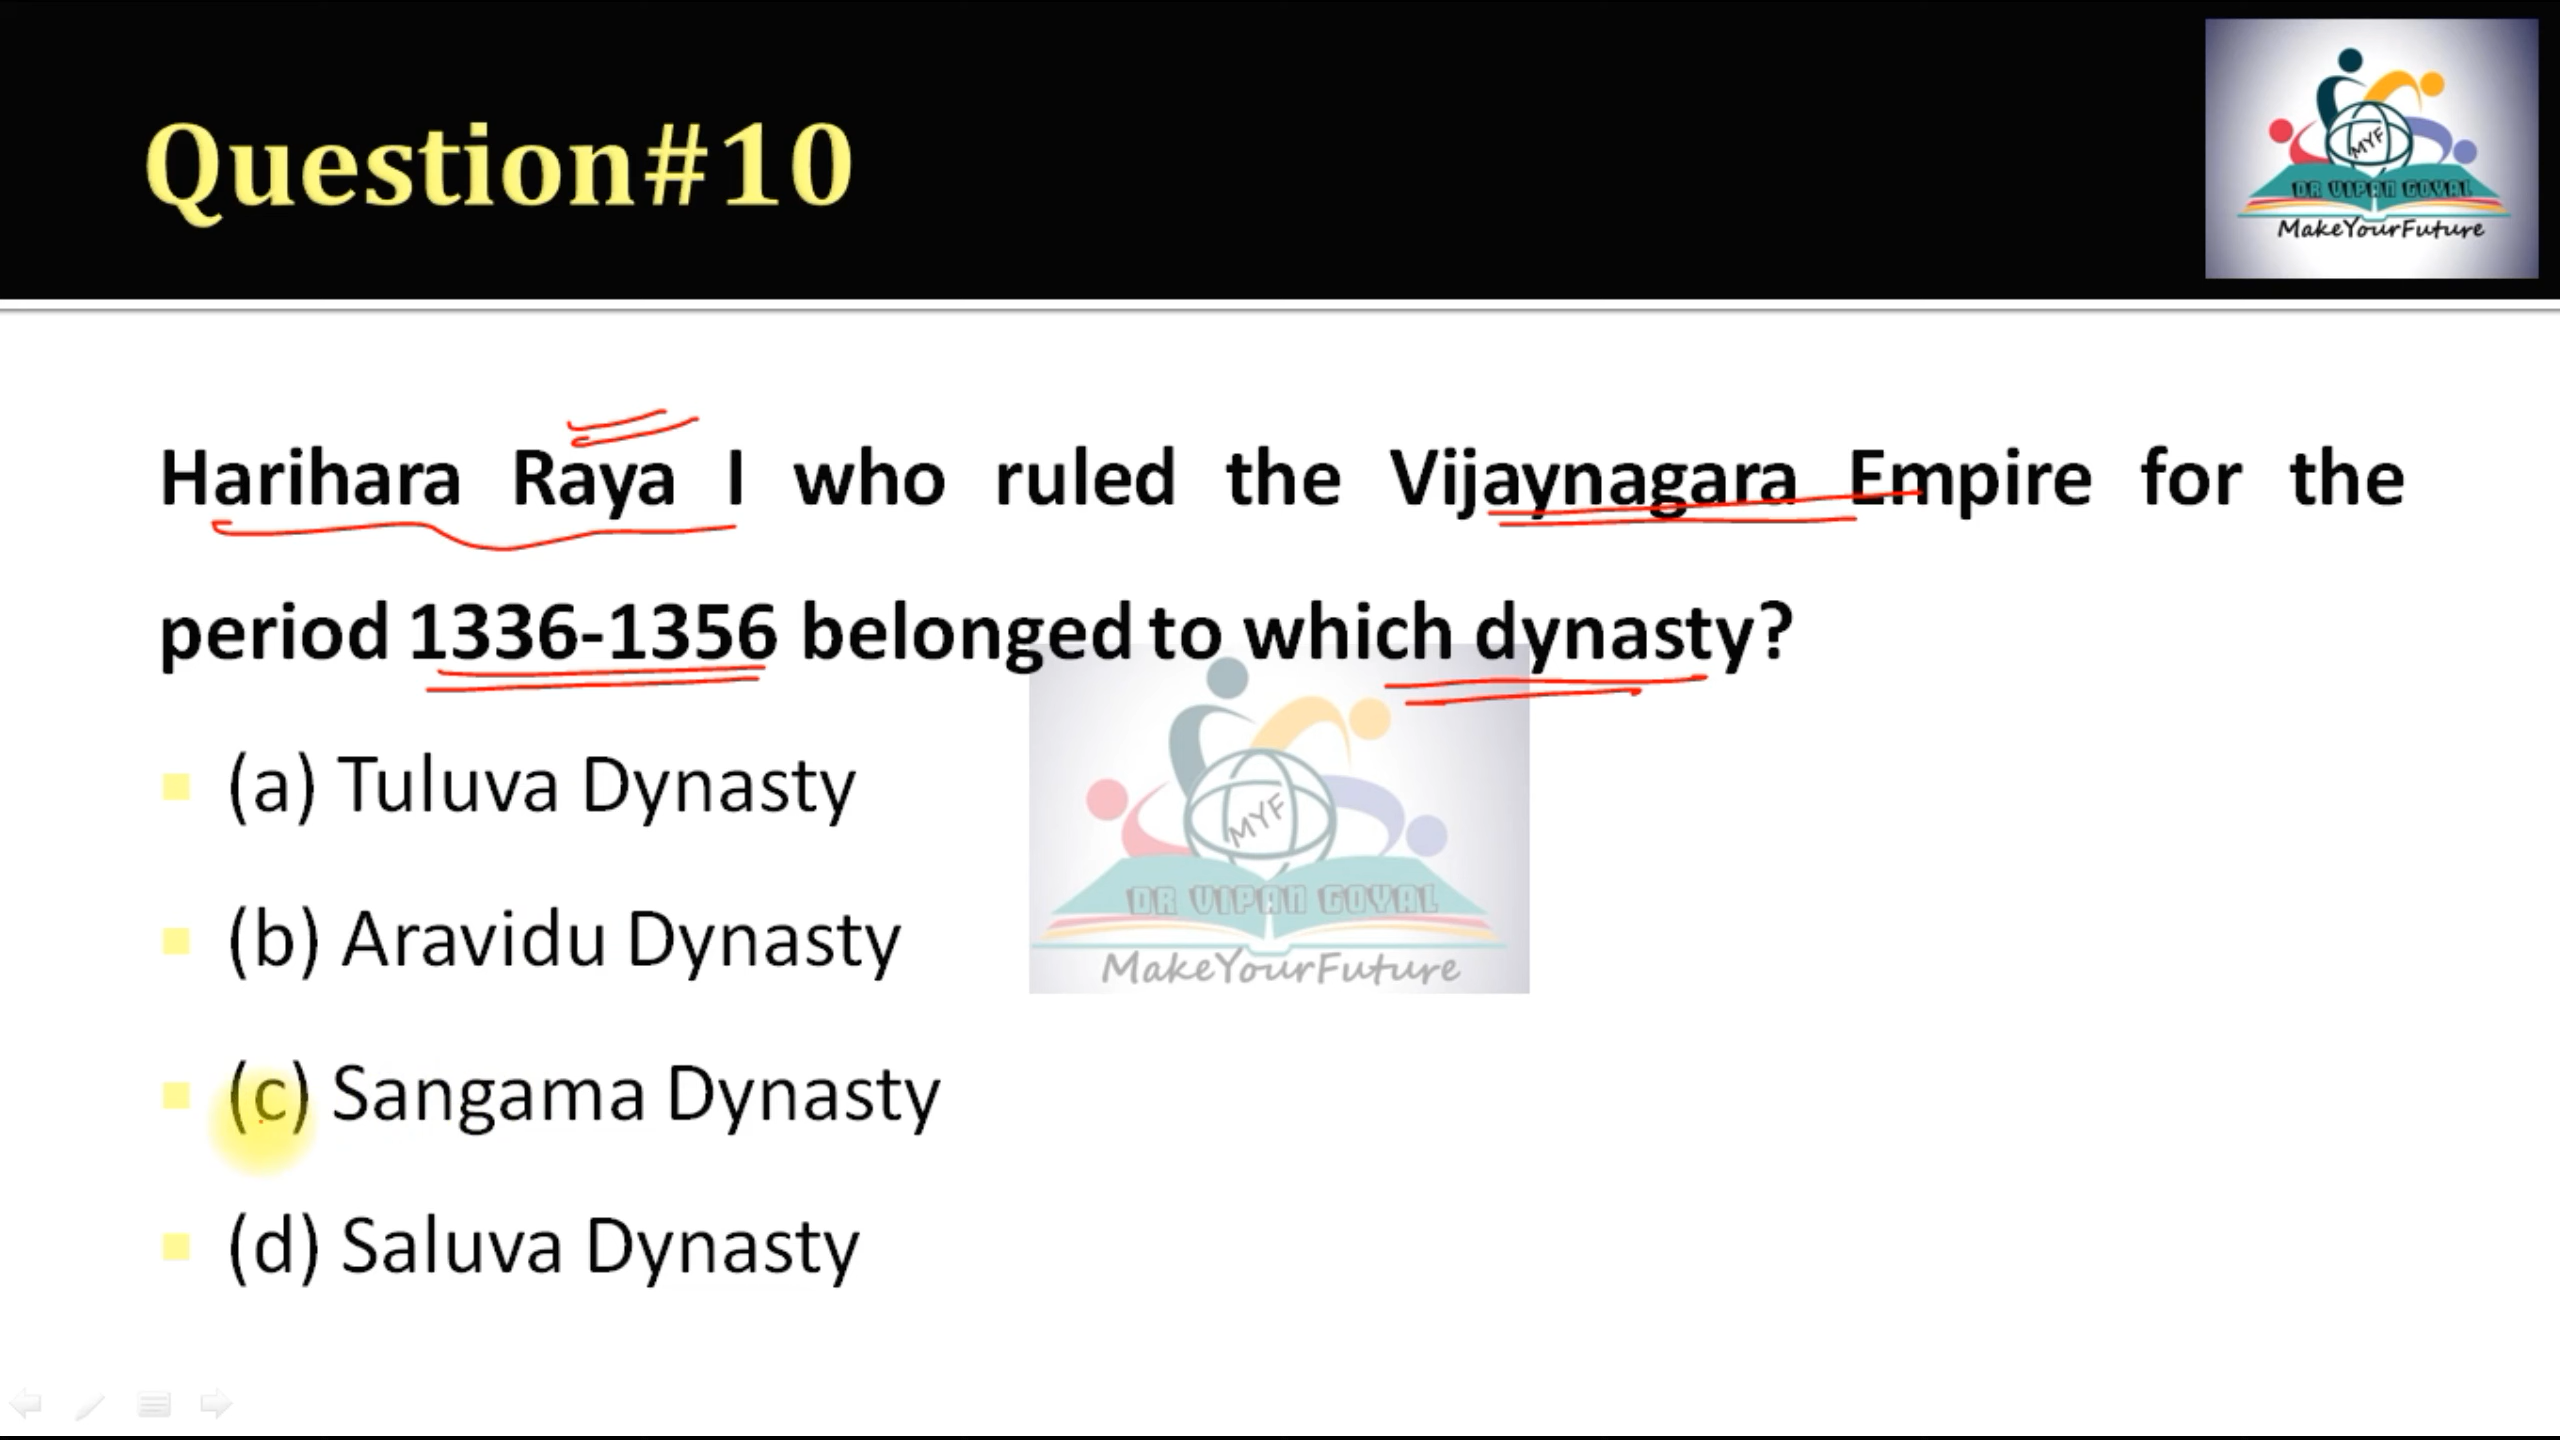 Question#10
MYF
DR VIPAN GOYAL
MakeYourFuture
Harihara Raya I who ruled the Vijaynagara Empire for the
period 1336-1356 belonged to which dynasty?
(a) Tuluva Dynasty
(b) Aravidu Dynasty
(c) Sangama Dynasty
(d) Saluva Dynasty
MYF
DR VIPAN GOYAL
MakeYourFuture